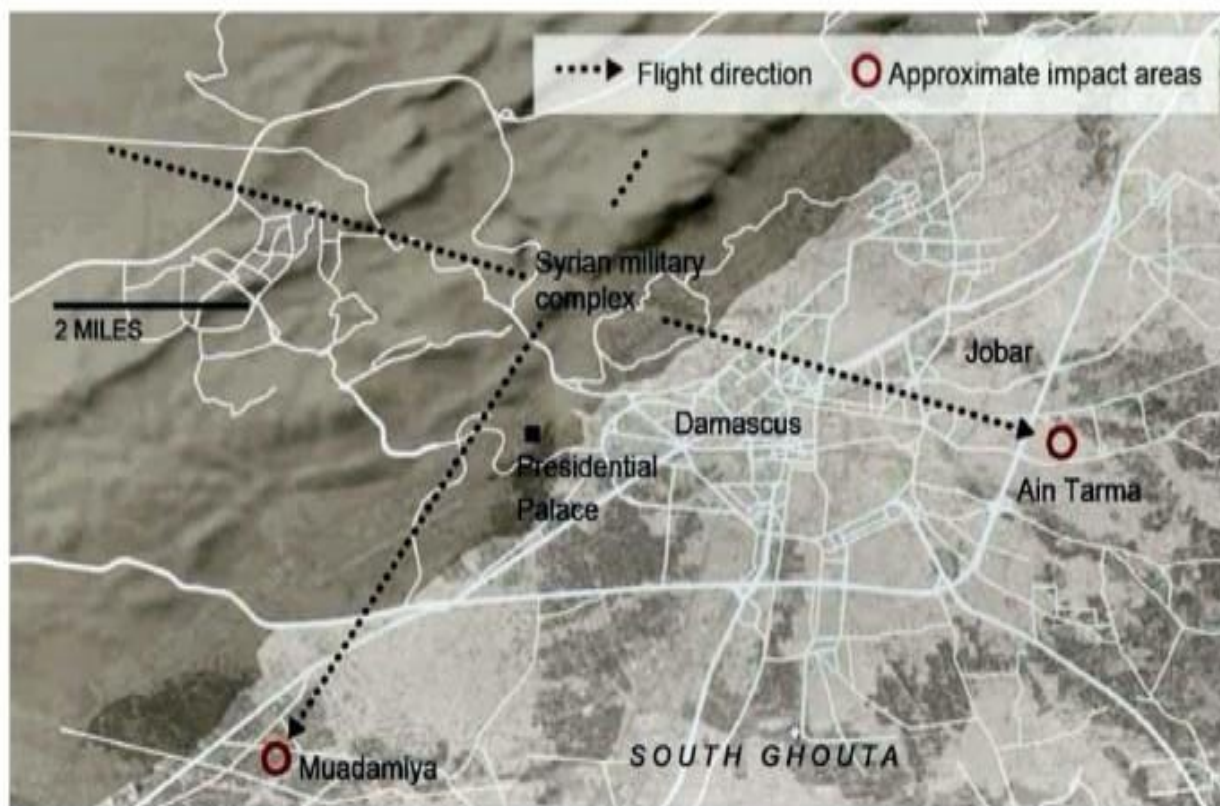 Flight direction
Approximate impact areas
Syrian military
complex
2 MILES
Jobar
Damascus
Presidential
Palace
Ain Tarma
SOUTH GHOUTA
Muadamiya